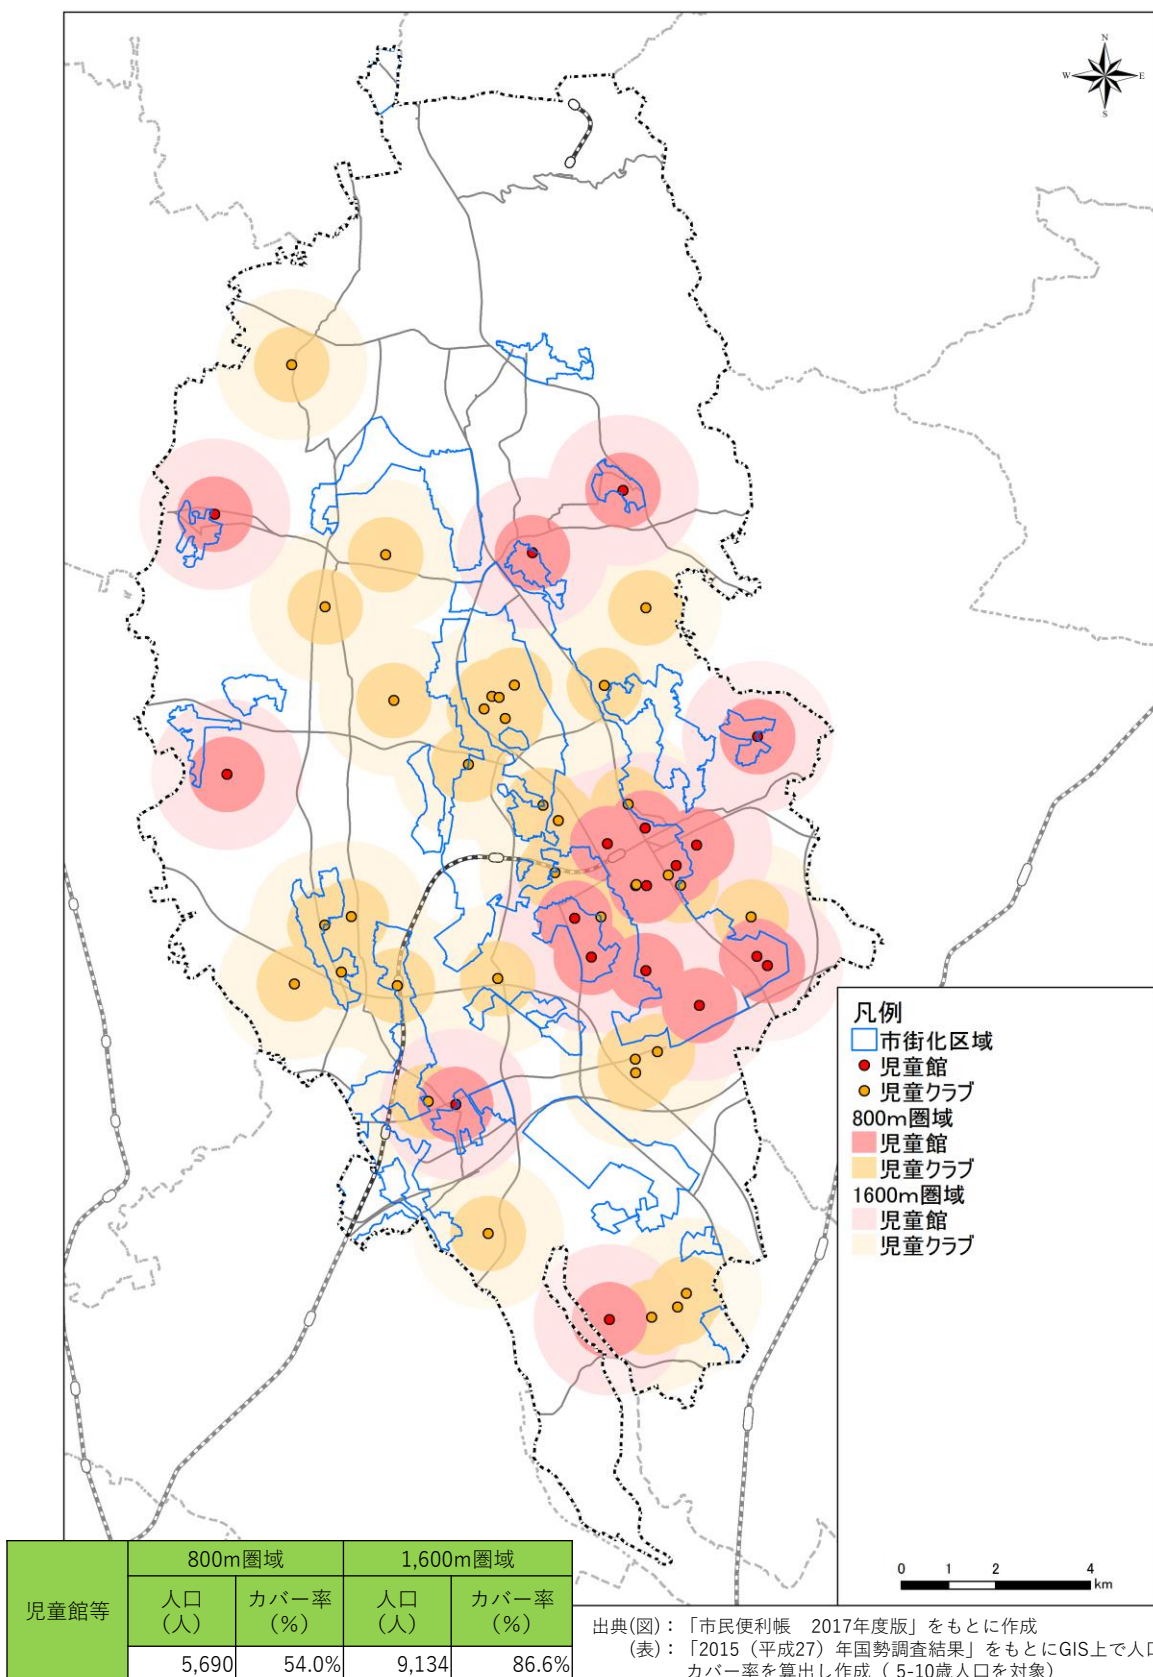 N
W E
S
凡例
市街化区域
児童館
児童クラブ
800m圏域
児童館
児童クラブ
1600m圏域
児童館
児童クラブ
0 1 2 4
km
児童館等
800m圏域 1,600m圏域
人口
(人)
カバー率
(%)
人口
(人)
カバー率
(%)
5,690 54.0% 9,134 86.6%
出典(図)：「市民便利帳　2017年度版」をもとに作成
(表)：「2015（平成27）年国勢調査結果」をもとにGIS上で人口
カバー率を算出し作成（ 5-10歳人口を対象）